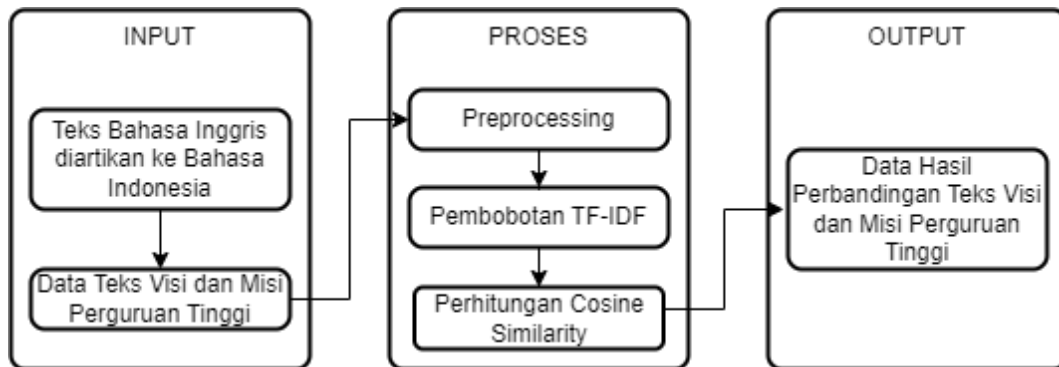 INPUT
Teks Bahasa Inggris
diartikan ke Bahasa
Indonesia
Data Teks Visi dan Misi
Perguruan Tinggi
PROSES
Preprocessing
Pembobotan TF-IDF
Perhitungan Cosine
Similarity
OUTPUT
Data Hasil
Perbandingan Teks Visi
dan Misi Perguruan
Tinggi